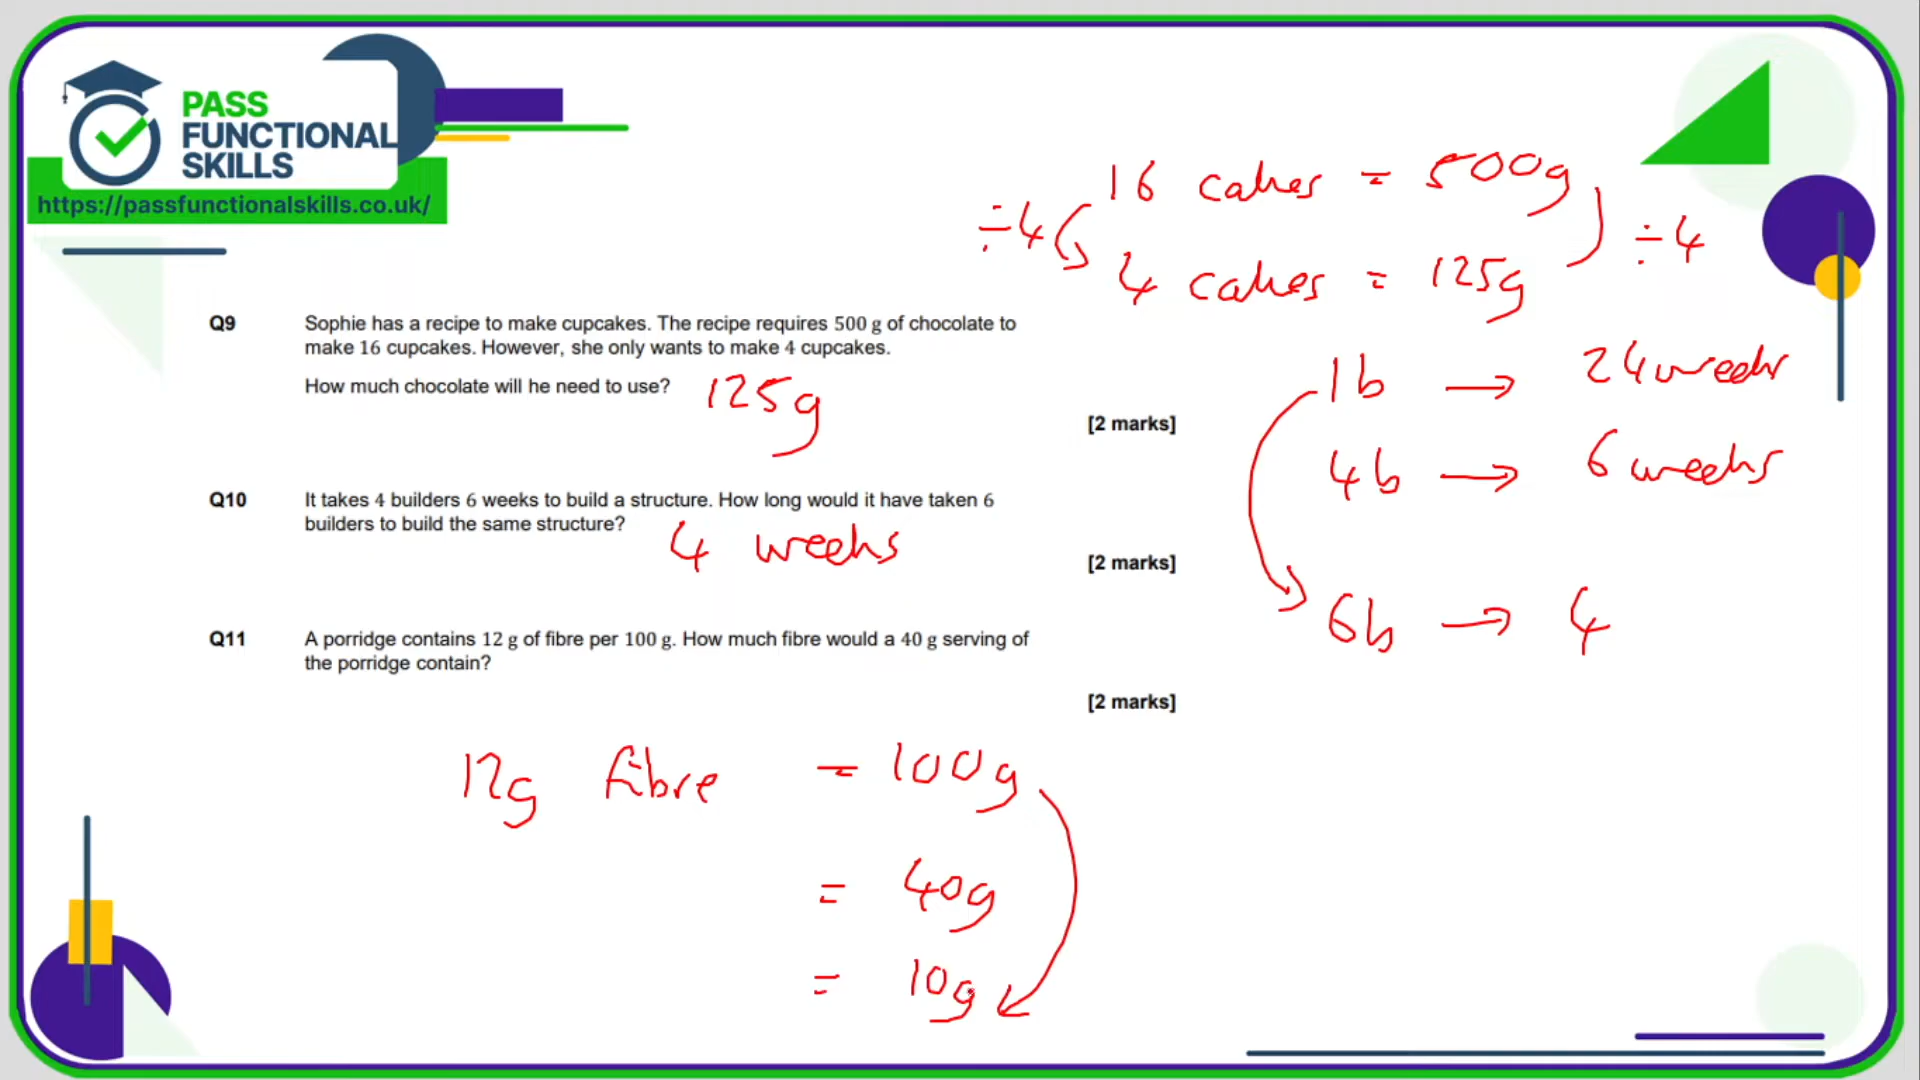 PASS
FUNCTIONAL
SKILLS
https://passfunctionalskills.co.uk/
16 cakes = 500g
÷4 ÷4
4 cakes = 125g
Q9 Sophie has a recipe to make cupcakes. The recipe requires 500 g of chocolate to
make 16 cupcakes. However, she only wants to make 4 cupcakes.
How much chocolate will he need to use? 125g
[2 marks]
1b → 24 weeks
4b → 6 weeks
6b → 4
Q10 It takes 4 builders 6 weeks to build a structure. How long would it have taken 6
builders to build the same structure? 4 weeks
[2 marks]
Q11 A porridge contains 12 g of fibre per 100 g. How much fibre would a 40 g serving of
the porridge contain?
[2 marks]
12g fibre = 100g
= 40g
= 10g